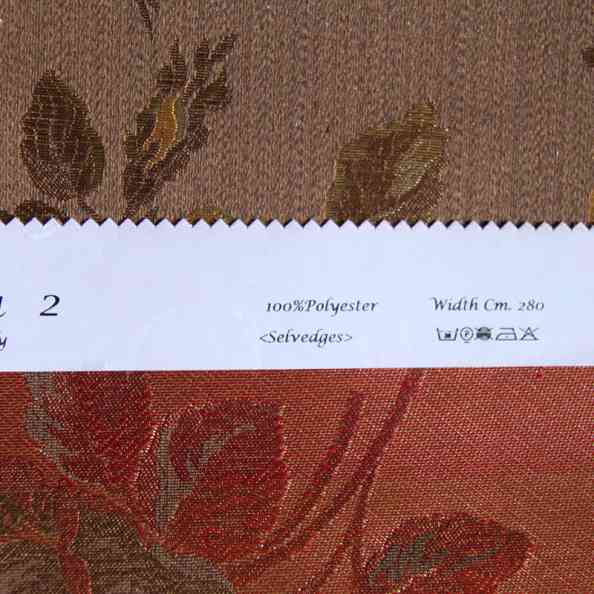 2
100%Polyester
Width Cm. 280
<Selvedges>